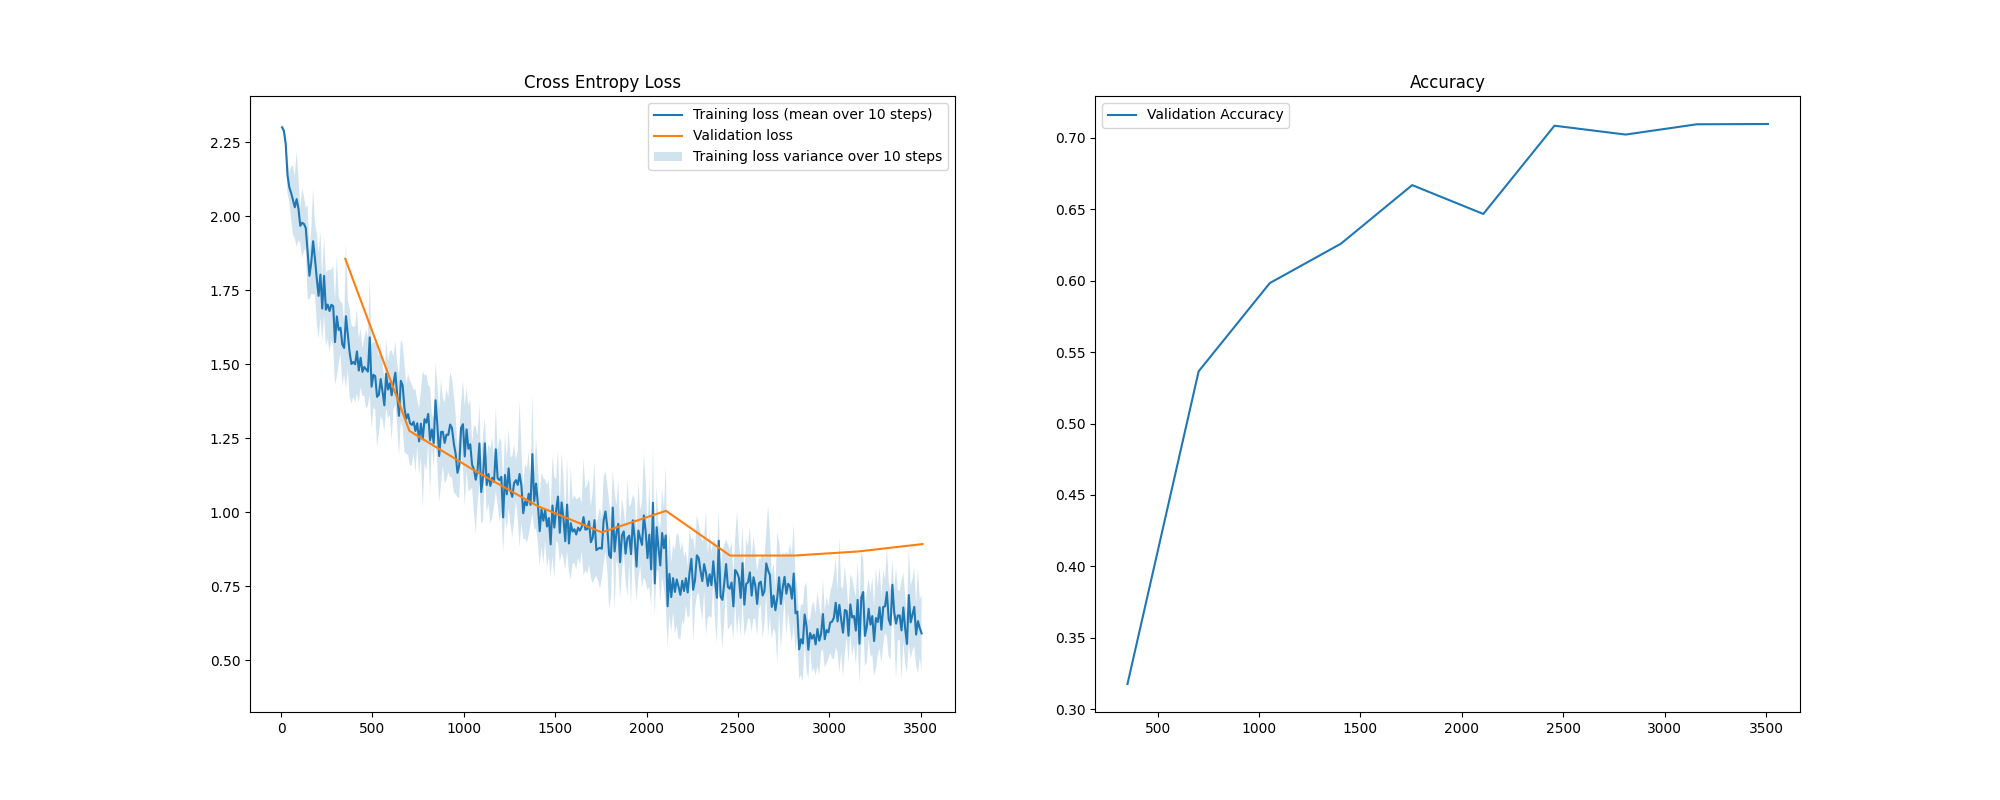 Cross Entropy Loss
Training loss (mean over 10 steps)
Validation loss
Training loss variance over 10 steps
2.25
2.00
1.75
1.50
1.25
1.00
0.75
0.50
0 500 1000 1500 2000 2500 3000 3500
Accuracy
Validation Accuracy
0.70
0.65
0.60
0.55
0.50
0.45
0.40
0.35
0.30
500 1000 1500 2000 2500 3000 3500